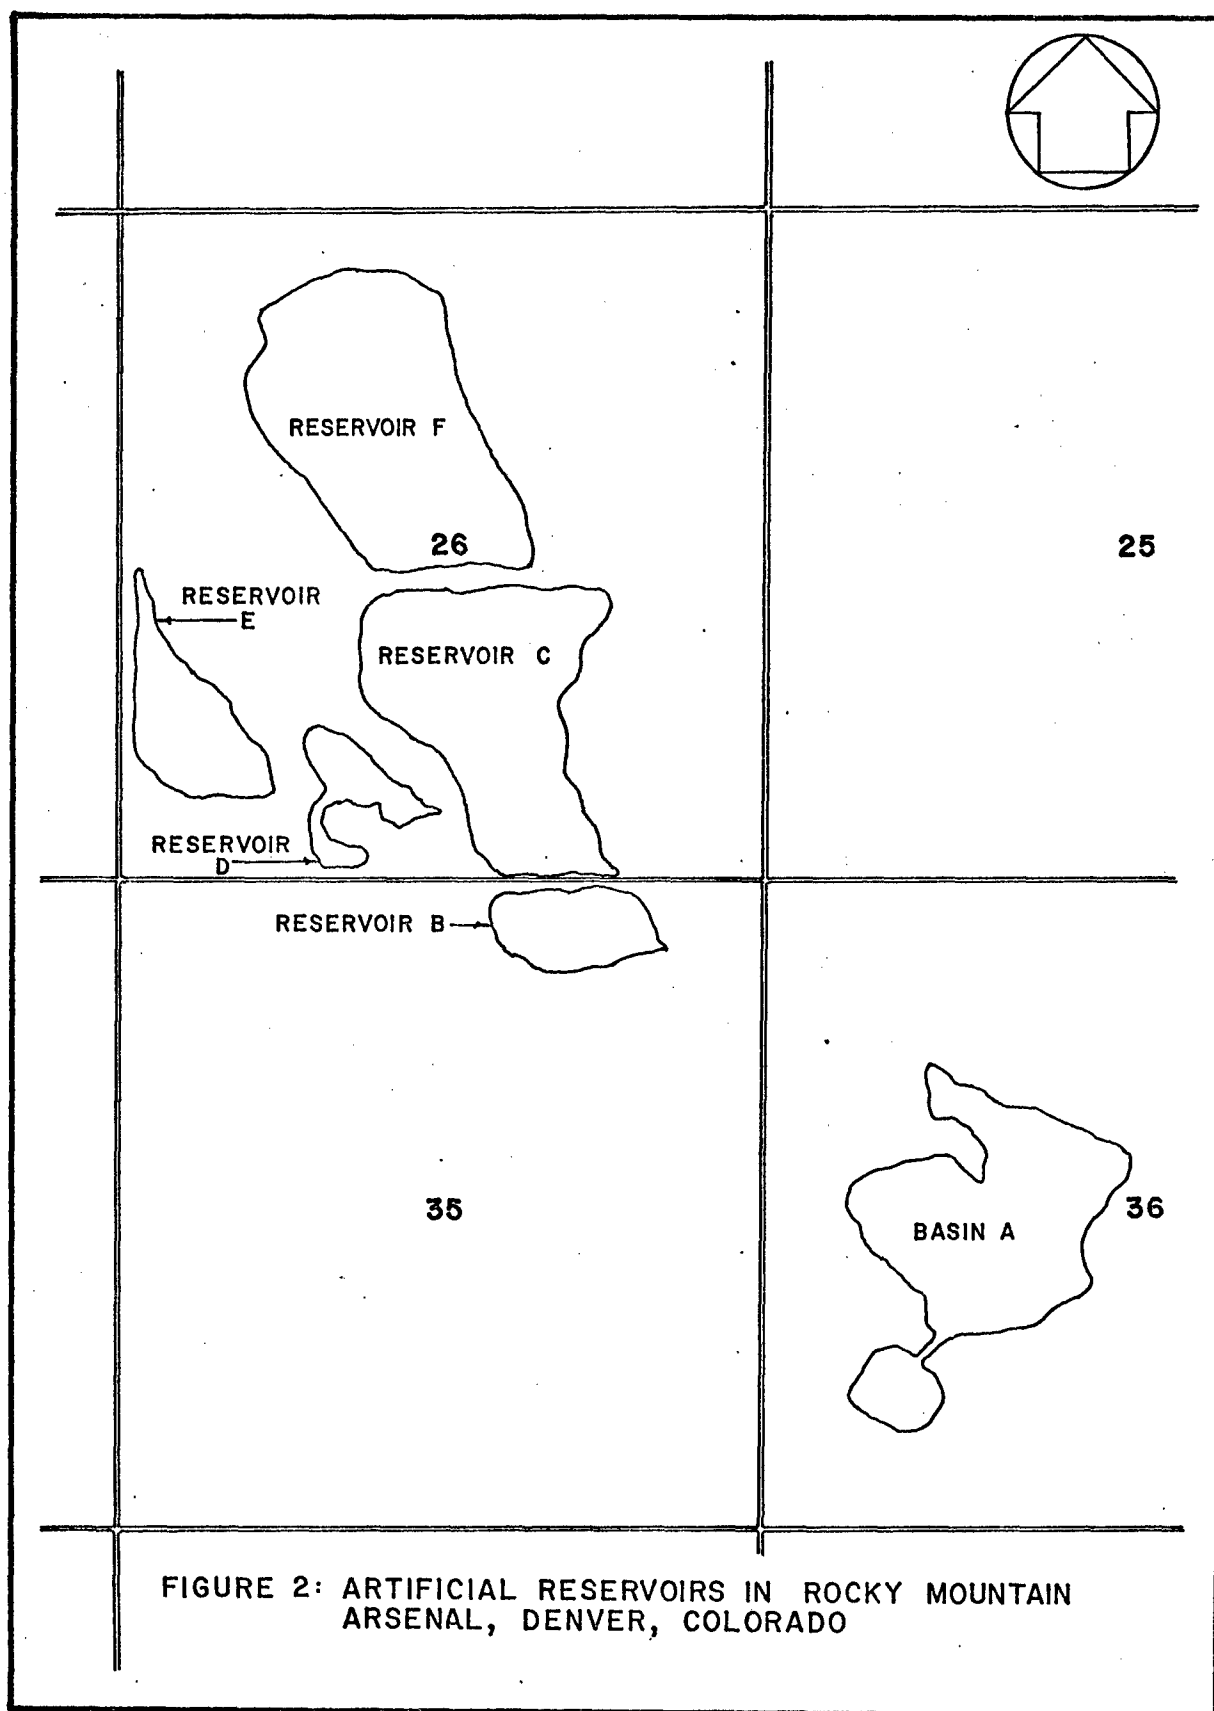 RESERVOIR F
26
25
RESERVOIR
E
RESERVOIR C
RESERVOIR
D
RESERVOIR B
35
36
BASIN A
FIGURE 2: ARTIFICIAL RESERVOIRS IN ROCKY MOUNTAIN
ARSENAL, DENVER, COLORADO